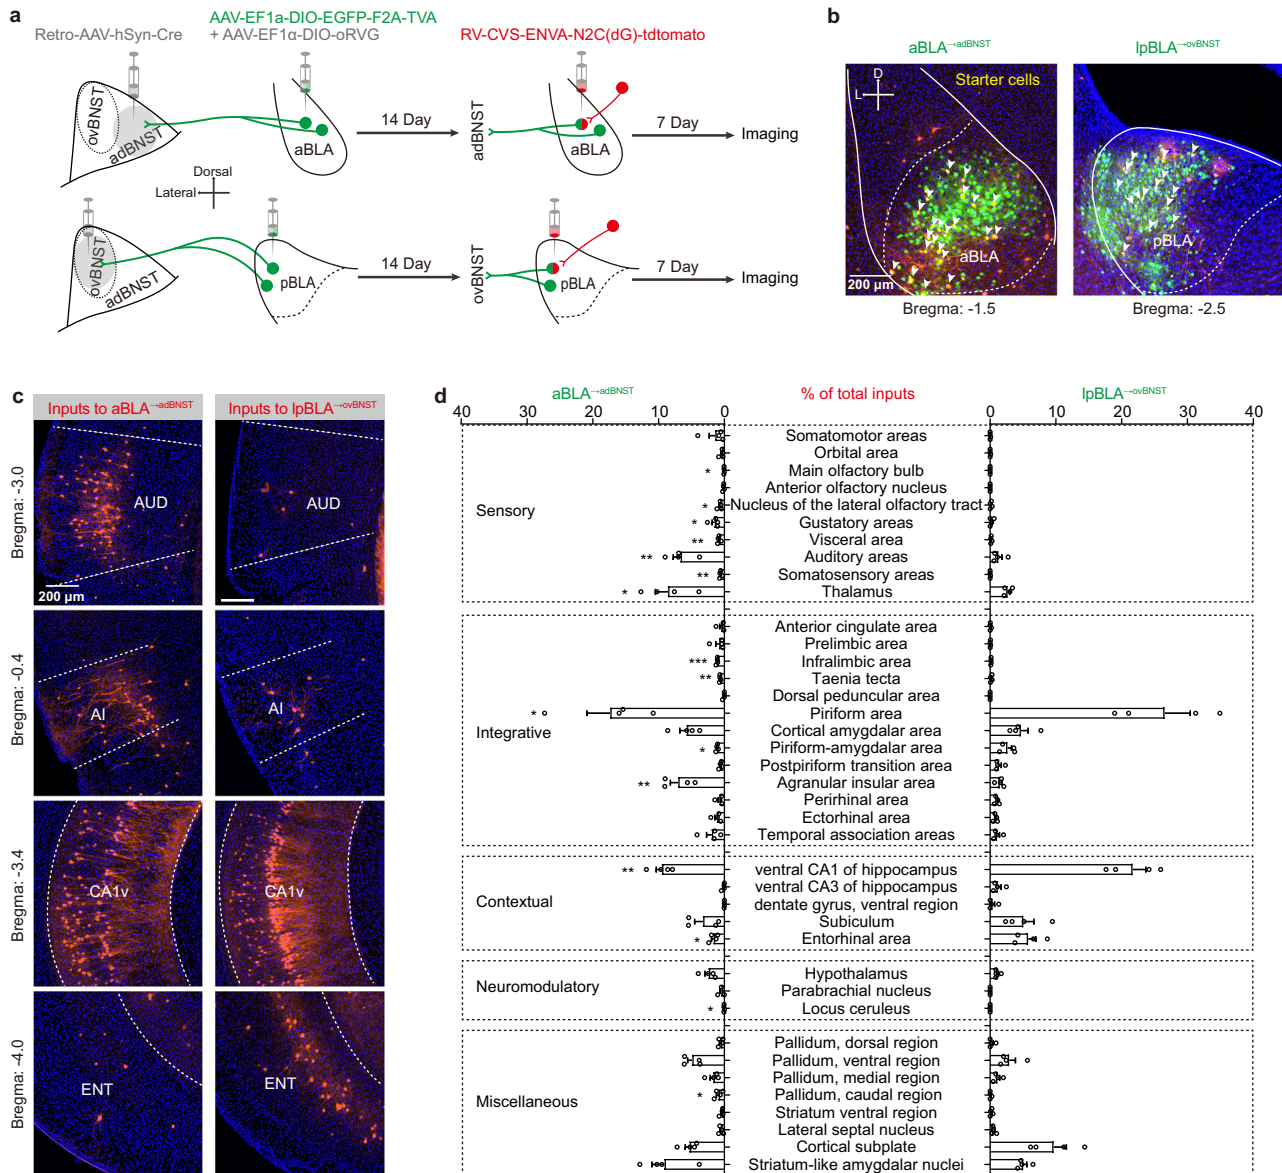 a
Retro-AAV-hSyn-Cre
AAV-EF1a-DIO-EGFP-F2A-TVA
+ AAV-EF1α-DIO-oRVG
RV-CVS-ENVA-N2C(dG)-tdtomato
ovBNST
adBNST
aBLA
14 Day
adBNST
aBLA
7 Day
Imaging
Dorsal
Lateral
ovBNST
adBNST
pBLA
14 Day
ovBNST
pBLA
7 Day
Imaging
b
aBLA→adBNST
lpBLA→ovBNST
D
L
Starter cells
aBLA
200 µm
pBLA
Bregma: -1.5
Bregma: -2.5
c
Inputs to aBLA→adBNST
Inputs to lpBLA→ovBNST
Bregma: -3.0
AUD
AUD
200 µm
Bregma: -0.4
AI
AI
Bregma: -3.4
CA1v
CA1v
Bregma: -4.0
ENT
ENT
d
aBLA→adBNST
% of total inputs
lpBLA→ovBNST
40 30 20 10 0
0 10 20 30 40
Sensory
Somatomotor areas
Orbital area
* Main olfactory bulb
Anterior olfactory nucleus
* Nucleus of the lateral olfactory tract
* Gustatory areas
** Visceral area
** Auditory areas
** Somatosensory areas
* Thalamus
Integrative
Anterior cingulate area
Prelimbic area
*** Infralimbic area
** Taenia tecta
Dorsal peduncular area
* Piriform area
Cortical amygdalar area
* Piriform-amygdalar area
Postpiriform transition area
** Agranular insular area
Perirhinal area
Ectorhinal area
Temporal association areas
Contextual
** ventral CA1 of hippocampus
ventral CA3 of hippocampus
dentate gyrus, ventral region
Subiculum
* Entorhinal area
Neuromodulatory
Hypothalamus
Parabrachial nucleus
* Locus ceruleus
Miscellaneous
Pallidum, dorsal region
Pallidum, ventral region
Pallidum, medial region
* Pallidum, caudal region
Striatum ventral region
Lateral septal nucleus
Cortical subplate
Striatum-like amygdalar nuclei